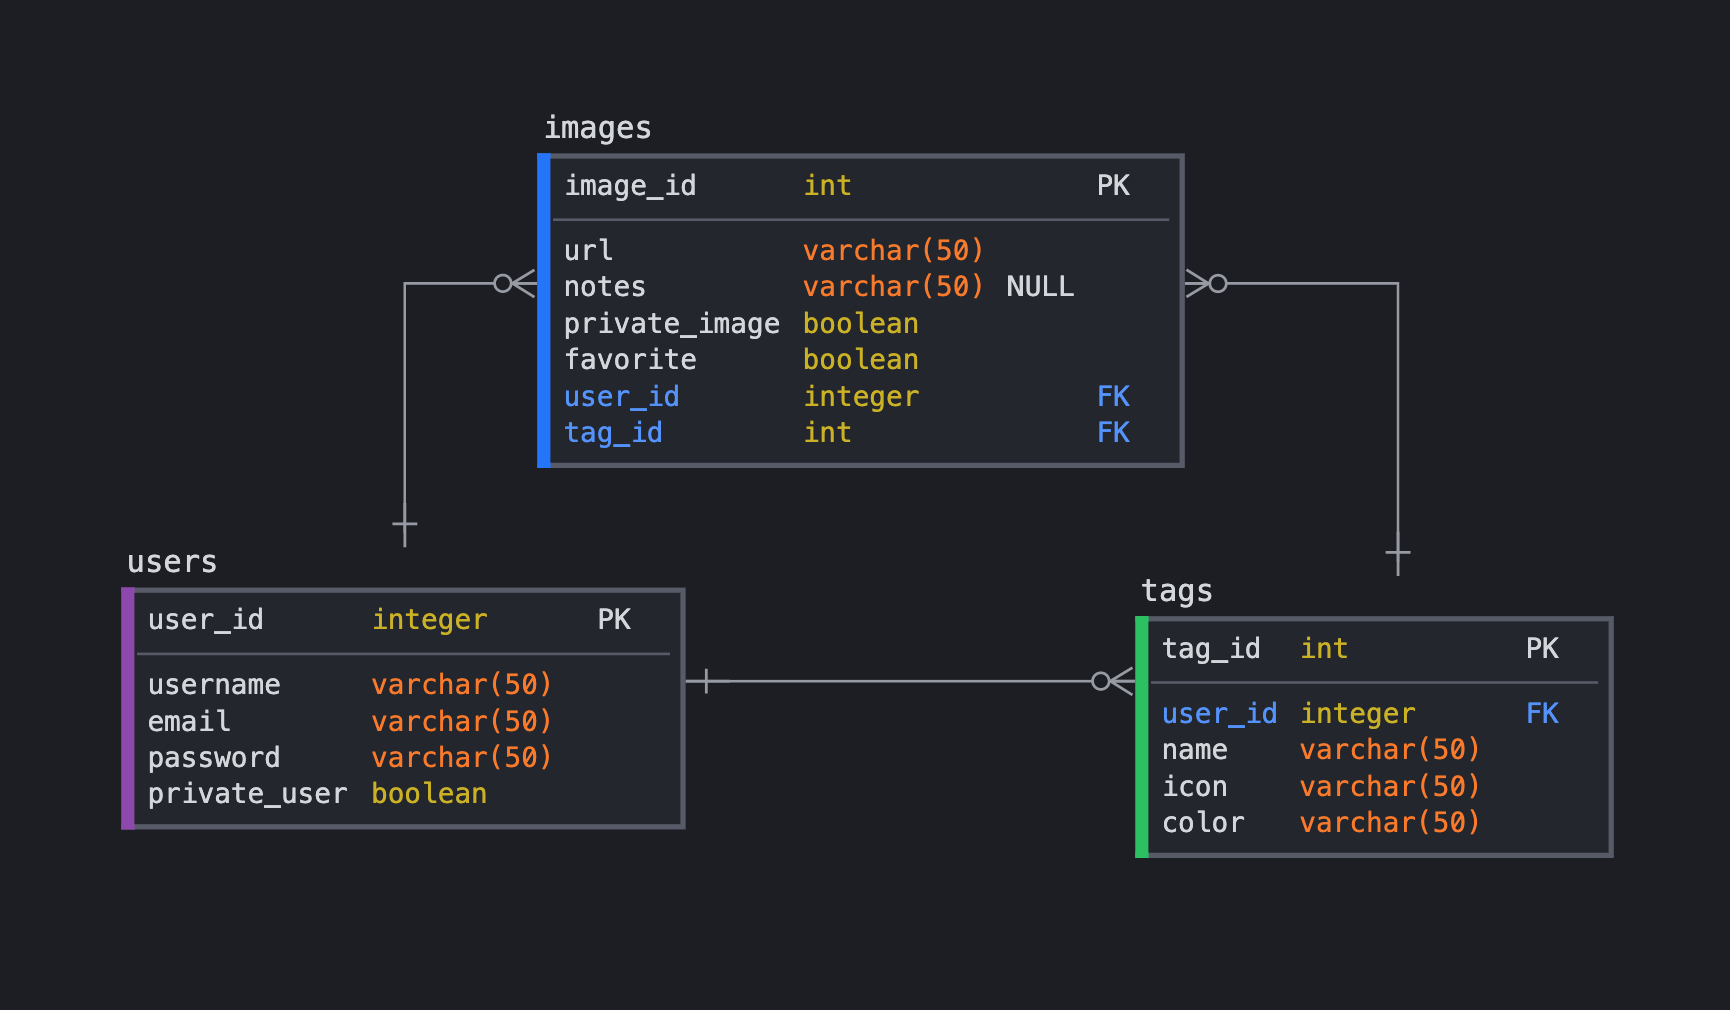 images
image_id int PK
url varchar(50)
notes varchar(50) NULL
private_image boolean
favorite boolean
user_id integer FK
tag_id int FK
users
user_id integer PK
username varchar(50)
email varchar(50)
password varchar(50)
private_user boolean
tags
tag_id int PK
user_id integer FK
name varchar(50)
icon varchar(50)
color varchar(50)